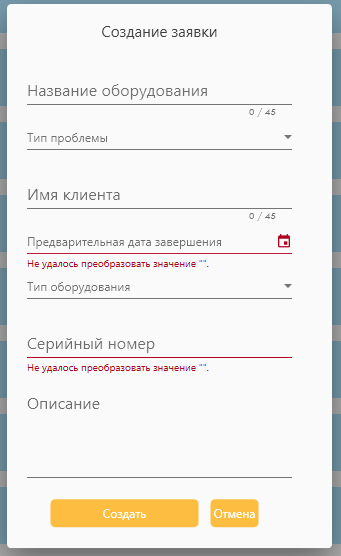 Создание заявки
Название оборудования
0 / 45
Тип проблемы
Имя клиента
0 / 45
Предварительная дата завершения
Не удалось преобразовать значение "".
Тип оборудования
Серийный номер
Не удалось преобразовать значение "".
Описание
Создать Отмена